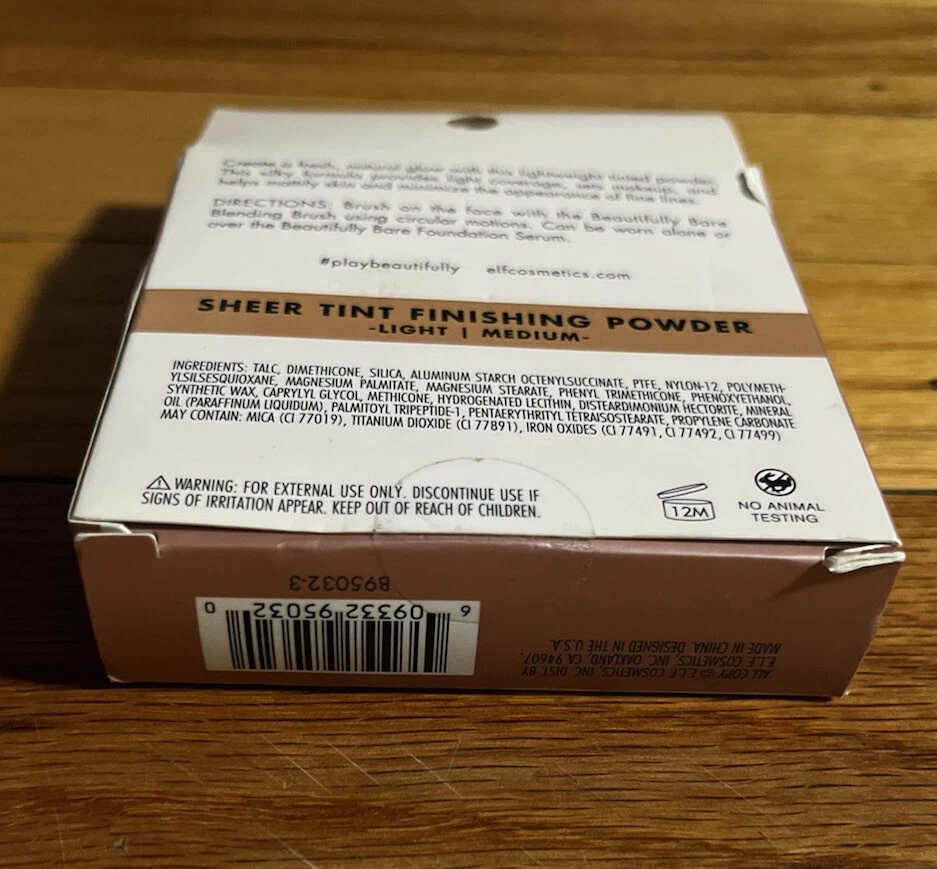 Create a fresh, natural glow with this lightweight tinted powder.
This silky formula provides light coverage, sets makeup, and
helps mattify skin and minimize the appearance of fine lines.
DIRECTIONS: Brush on the face with the Beautifully Bare
Blending Brush using circular motions. Can be worn alone or
over the Beautifully Bare Foundation Serum.
#playbeautifully elfcosmetics.com
SHEER TINT FINISHING POWDER
-LIGHT | MEDIUM-
INGREDIENTS: TALC, DIMETHICONE, SILICA, ALUMINUM STARCH OCTENYLSUCCINATE, PTFE, NYLON-12, POLYMETH-
YLSILSESQUIOXANE, MAGNESIUM PALMITATE, MAGNESIUM STEARATE, PHENYL TRIMETHICONE, PHENOXYETHANOL,
SYNTHETIC WAX, CAPRYLYL GLYCOL, METHICONE, HYDROGENATED LECITHIN, DISTEARDIMONIUM HECTORITE, MINERAL
OIL (PARAFFINUM LIQUIDUM), PALMITOYL TRIPEPTIDE-1, PENTAERYTHRITYL TETRAISOSTEARATE, PROPYLENE CARBONATE
MAY CONTAIN: MICA (CI 77019), TITANIUM DIOXIDE (CI 77891), IRON OXIDES (CI 77491, CI 77492, CI 77499)
WARNING: FOR EXTERNAL USE ONLY. DISCONTINUE USE IF
SIGNS OF IRRITATION APPEAR. KEEP OUT OF REACH OF CHILDREN.
12M
NO ANIMAL
TESTING
ALL COPY © E.L.F. COSMETICS, INC. DIST. BY
E.L.F. COSMETICS, INC. OAKLAND, CA 94607.
MADE IN CHINA. DESIGNED IN THE U.S.A.
6 09332 95032 0
B95032-3